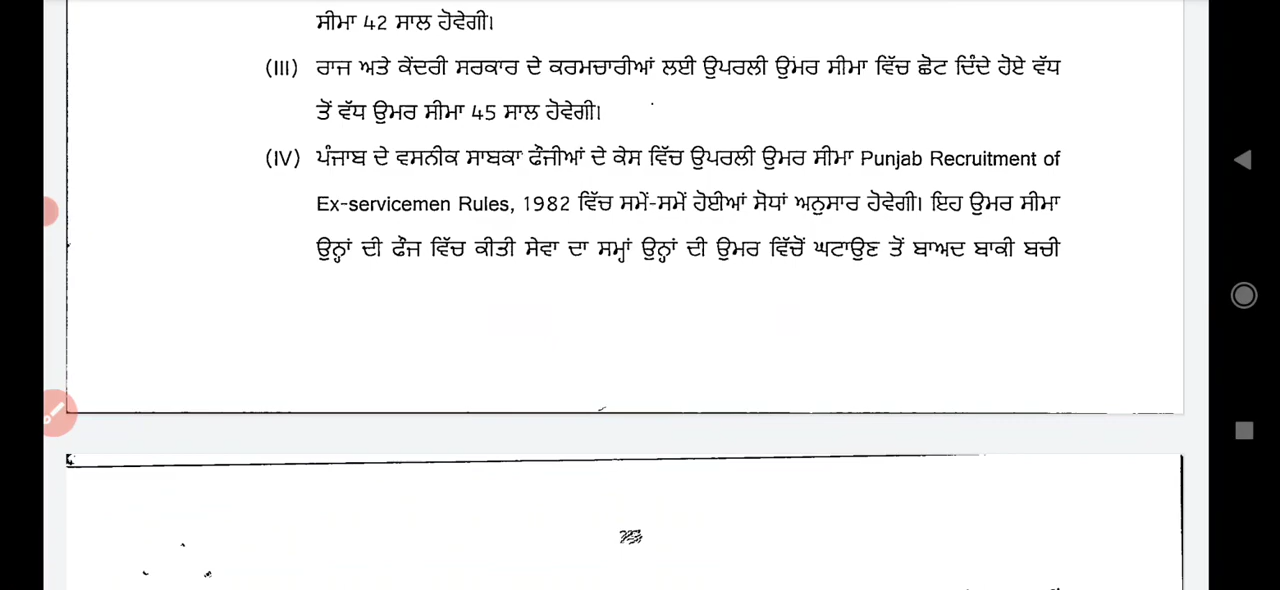 ਸੀਮਾ 42 ਸਾਲ ਹੋਵੇਗੀ।
(III) ਰਾਜ ਅਤੇ ਕੇਂਦਰੀ ਸਰਕਾਰ ਦੇ ਕਰਮਚਾਰੀਆਂ ਲਈ ਉਪਰਲੀ ਉਮਰ ਸੀਮਾ ਵਿੱਚ ਛੋਟ ਦਿੰਦੇ ਹੋਏ ਵੱਧ
ਤੋਂ ਵੱਧ ਉਮਰ ਸੀਮਾ 45 ਸਾਲ ਹੋਵੇਗੀ।
(IV) ਪੰਜਾਬ ਦੇ ਵਸਨੀਕ ਸਾਬਕਾ ਫੌਜੀਆਂ ਦੇ ਕੇਸ ਵਿੱਚ ਉਪਰਲੀ ਉਮਰ ਸੀਮਾ Punjab Recruitment of
Ex-servicemen Rules, 1982 ਵਿੱਚ ਸਮੇਂ-ਸਮੇਂ ਹੋਈਆਂ ਸੋਧਾਂ ਅਨੁਸਾਰ ਹੋਵੇਗੀ। ਇਹ ਉਮਰ ਸੀਮਾ
ਉਨ੍ਹਾਂ ਦੀ ਫੌਜ ਵਿੱਚ ਕੀਤੀ ਸੇਵਾ ਦਾ ਸਮ੍ਹਾਂ ਉਨ੍ਹਾਂ ਦੀ ਉਮਰ ਵਿੱਚੋਂ ਘਟਾਉਣ ਤੋਂ ਬਾਅਦ ਬਾਕੀ ਬਚੀ